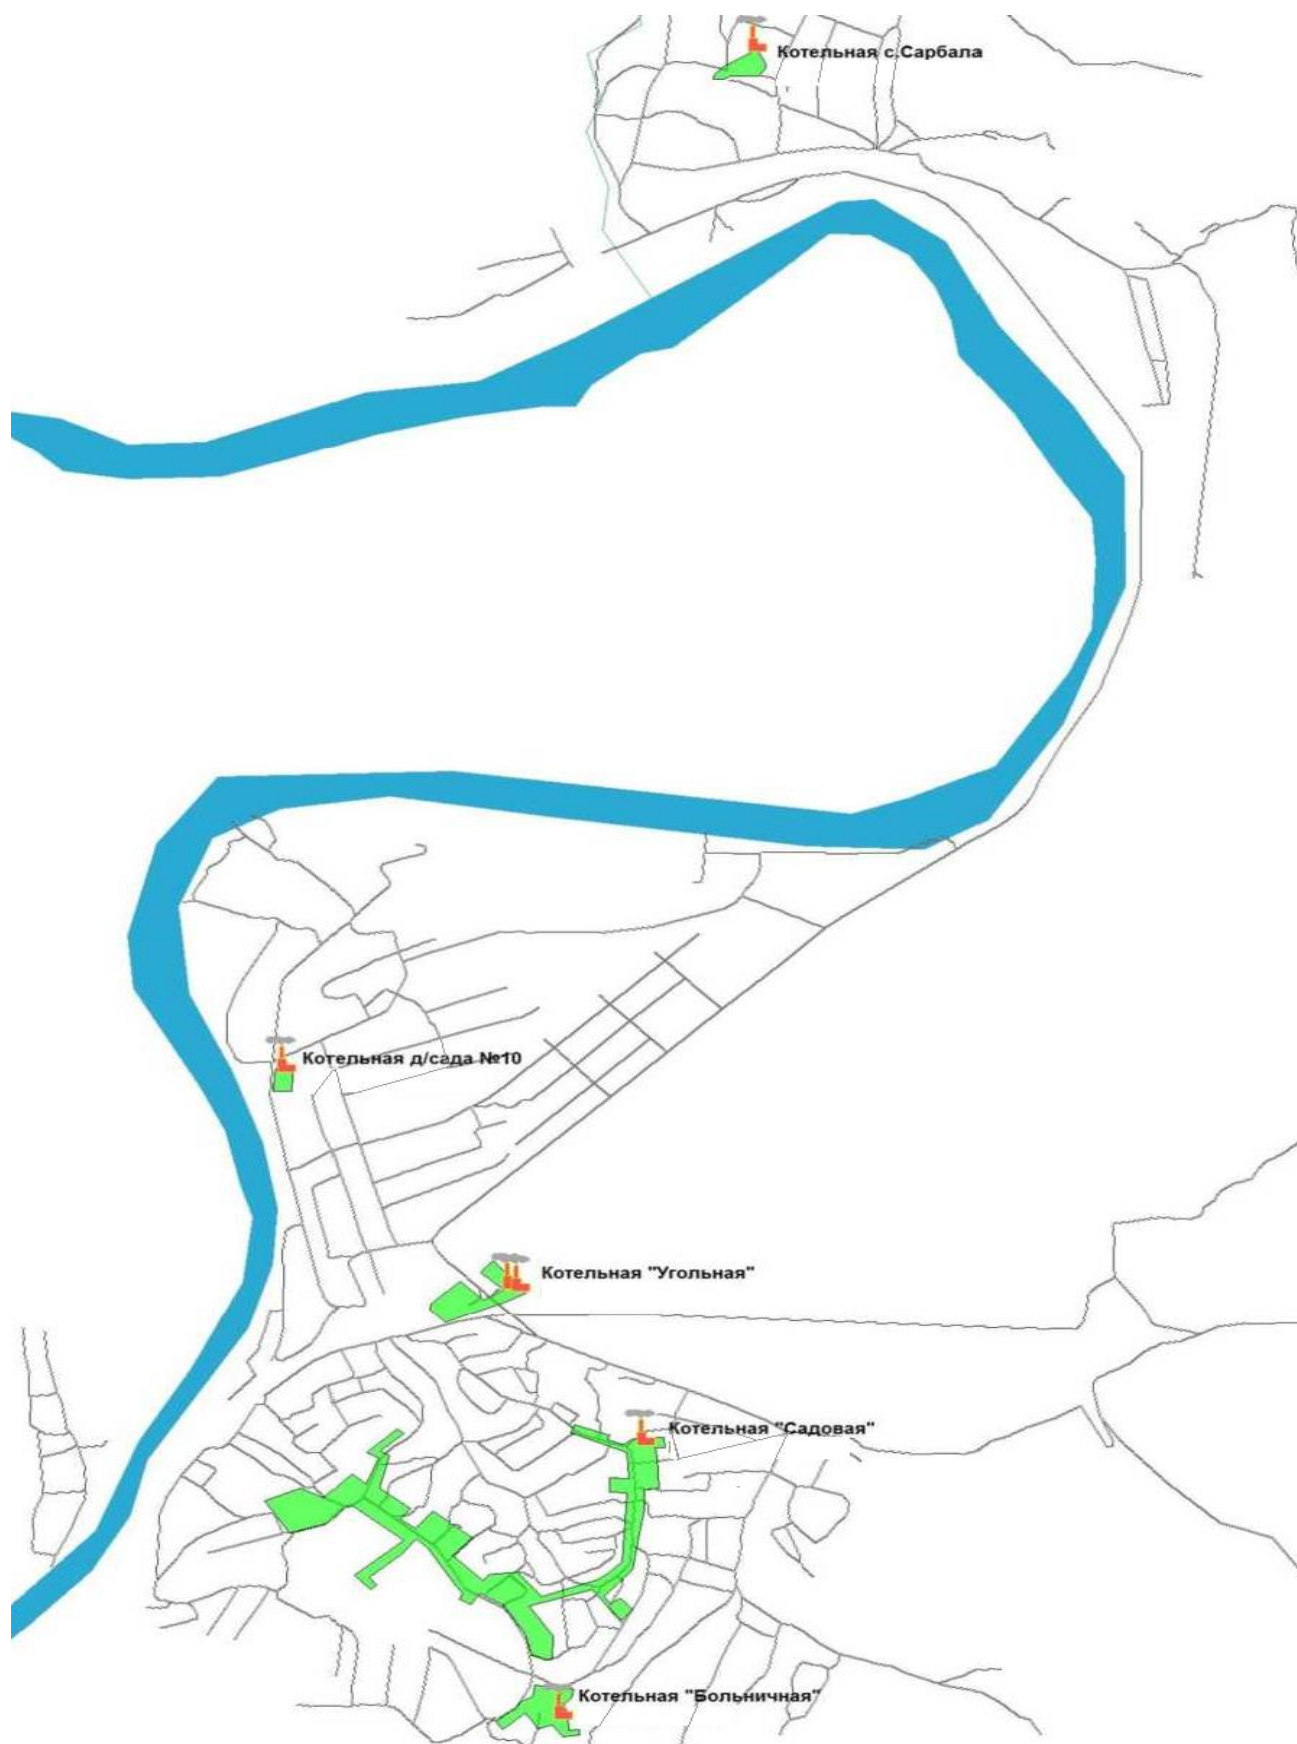 Котельная с.Сарбала
Котельная д/сада №10
Котельная "Угольная"
Котельная "Садовая"
Котельная "Больничная"